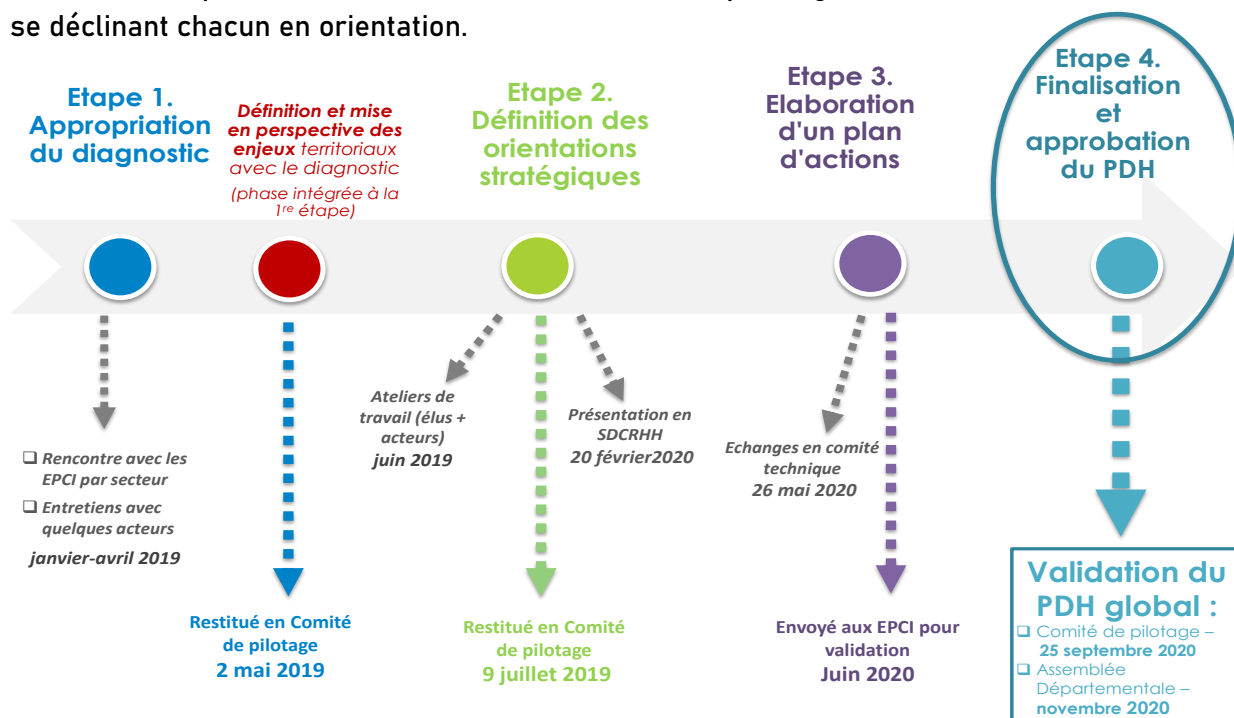 se déclinant chacun en orientation.
Etape 1.
Appropriation
du diagnostic
Définition et mise
en perspective des
enjeux territoriaux
avec le diagnostic
(phase intégrée à la
1re étape)
Etape 2.
Définition des
orientations
stratégiques
Etape 3.
Elaboration
d'un plan
d'actions
Etape 4.
Finalisation
et
approbation
du PDH
Rencontre avec les
EPCI par secteur
Entretiens avec
quelques acteurs
janvier-avril 2019
Restitué en Comité
de pilotage
2 mai 2019
Ateliers de
travail (élus +
acteurs)
juin 2019
Présentation en
SDCRHH
20 février2020
Restitué en Comité
de pilotage
9 juillet 2019
Echanges en comité
technique
26 mai 2020
Envoyé aux EPCI pour
validation
Juin 2020
Validation du
PDH global :
Comité de pilotage –
25 septembre 2020
Assemblée
Départementale –
novembre 2020